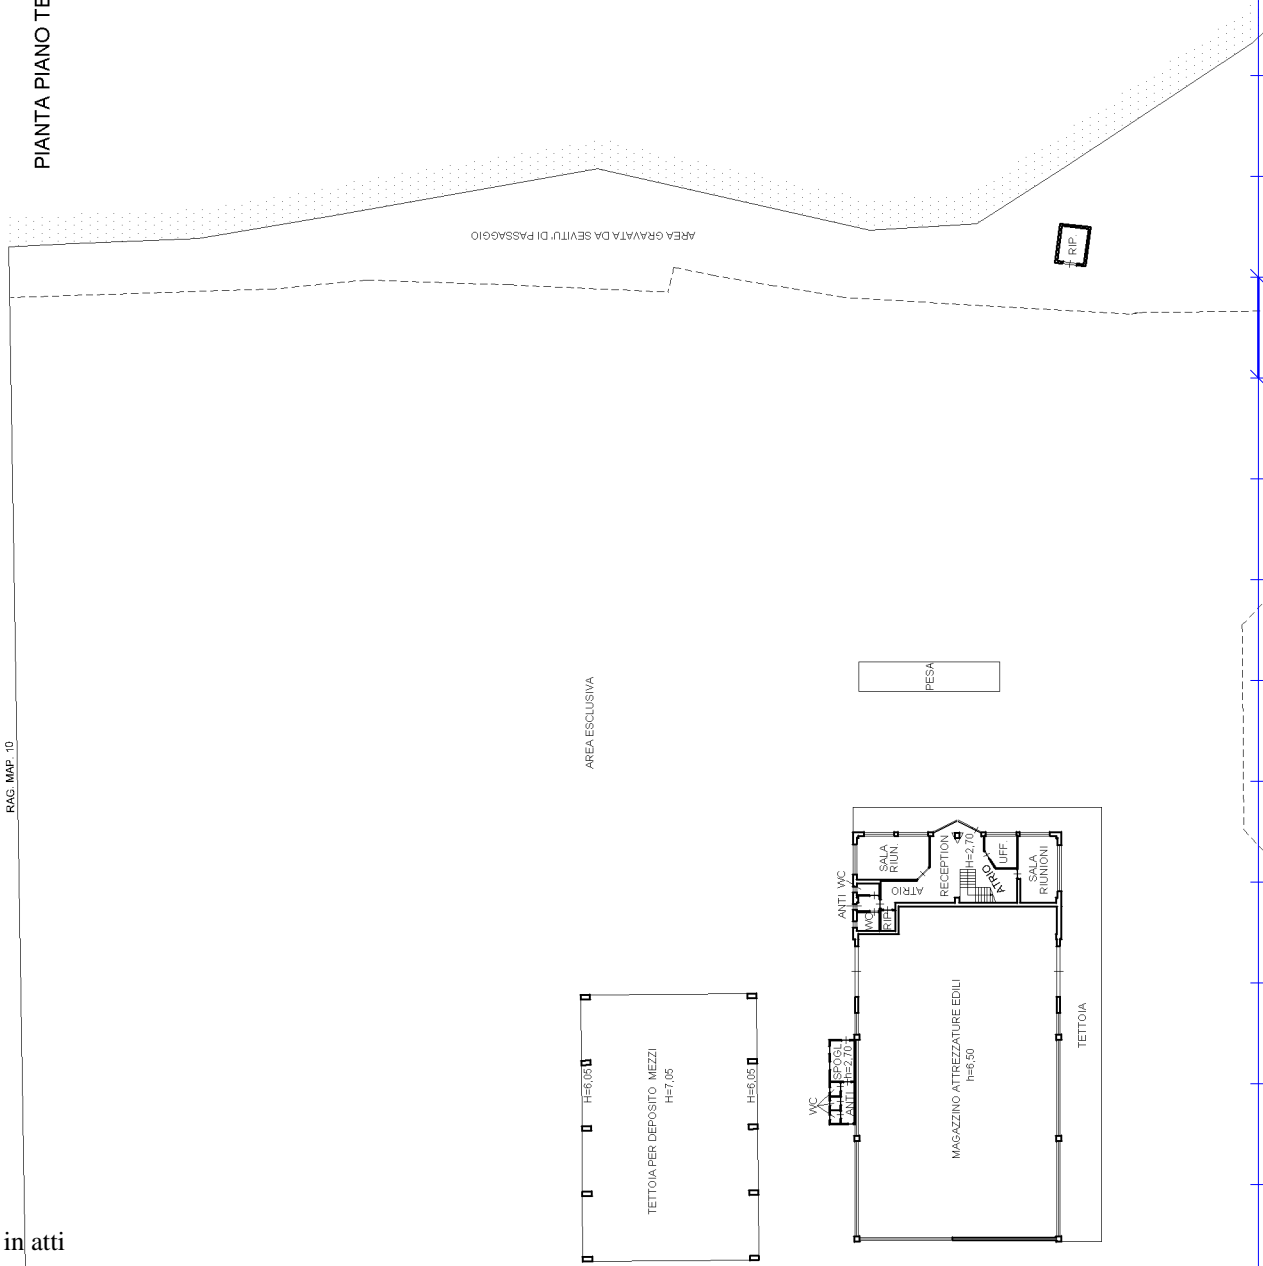 PIANTA PIANO TE
AREA GRAVATA DA SEVITU' DI PASSAGGIO
RIP.
RAG. MAP. 10
AREA ESCLUSIVA
PESA
SALA
RIUN.
RECEPTION
H=2,70
UFF.
SALA
RIUNIONI
ATRIO
ATRIO
ANTI WC
WC
RIP.
MAGAZZINO ATTREZZATURE EDILI
h=6,50
TETTOIA
SPOGL.
h=2,70
ANTI
WC
TETTOIA PER DEPOSITO MEZZI
H=7,05
H=6,05
H=6,05
in atti